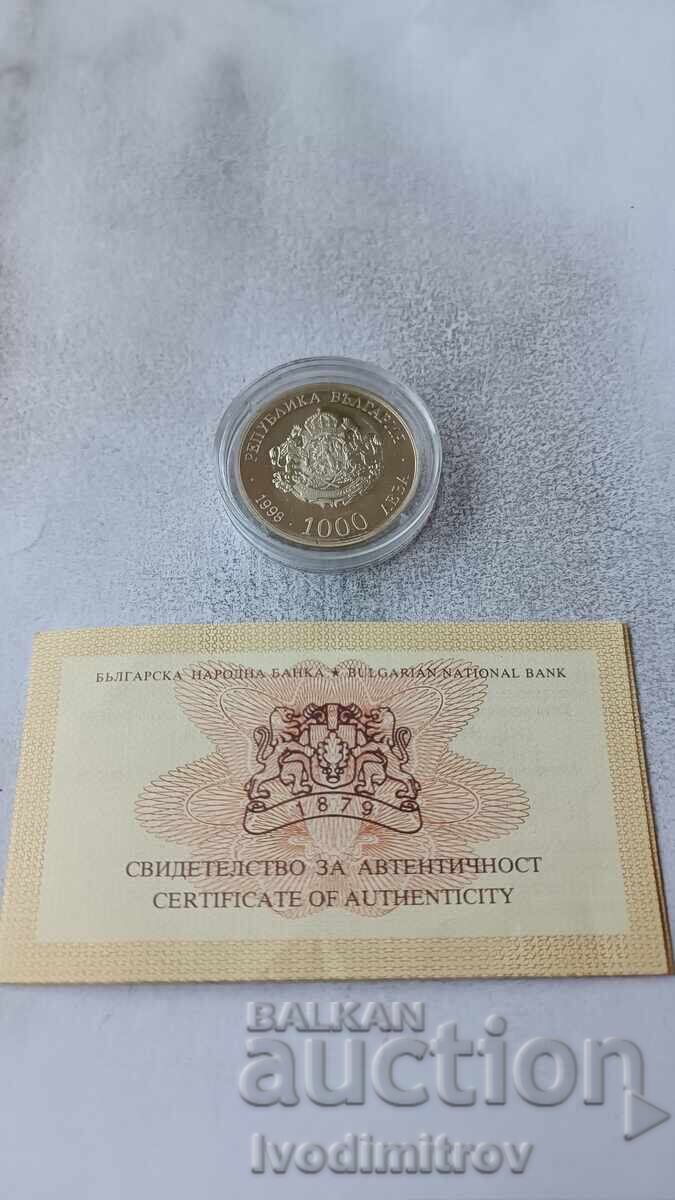 РЕПУБЛИКА БЪЛГАРИЯ
· 1998 · 1000 ЛЕВА ·
БЪЛГАРСКА НАРОДНА БАНКА ★ BULGARIAN NATIONAL BANK
1879
СВИДЕТЕЛСТВО ЗА АВТЕНТИЧНОСТ
CERTIFICATE OF AUTHENTICITY
BALKAN
auction
Ivodimitrov